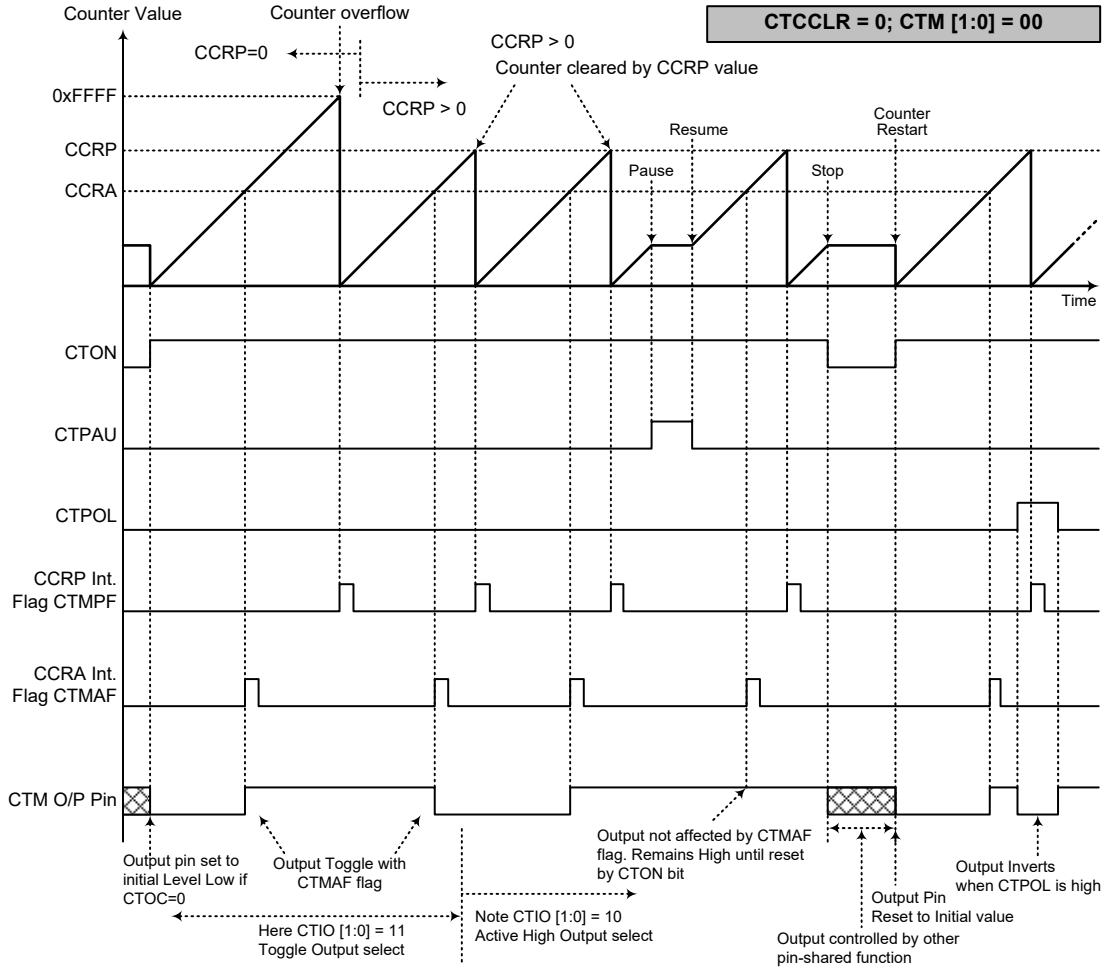 Counter Value
Counter overflow
CTCCLR = 0; CTM [1:0] = 00
CCRP=0
CCRP > 0
CCRP > 0
Counter cleared by CCRP value
0xFFFF
CCRP
CCRA
Pause
Resume
Stop
Counter
Restart
Time
CTON
CTPAU
CTPOL
CCRP Int.
Flag CTMPF
CCRA Int.
Flag CTMAF
CTM O/P Pin
Output pin set to
initial Level Low if
CTOC=0
Output Toggle with
CTMAF flag
Here CTIO [1:0] = 11
Toggle Output select
Note CTIO [1:0] = 10
Active High Output select
Output not affected by CTMAF
flag. Remains High until reset
by CTON bit
Output controlled by other
pin-shared function
Output Pin
Reset to Initial value
Output Inverts
when CTPOL is high